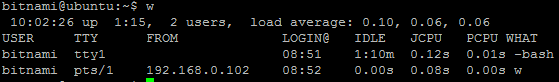 bitnami@ubuntu:~$ w
 10:02:26 up  1:15,  2 users,  load average: 0.10, 0.06, 0.06
USER     TTY      FROM             LOGIN@   IDLE   JCPU   PCPU WHAT
bitnami  tty1                      08:51    1:10m  0.12s  0.01s -bash
bitnami  pts/1    192.168.0.102    08:52    0.00s  0.08s  0.00s w